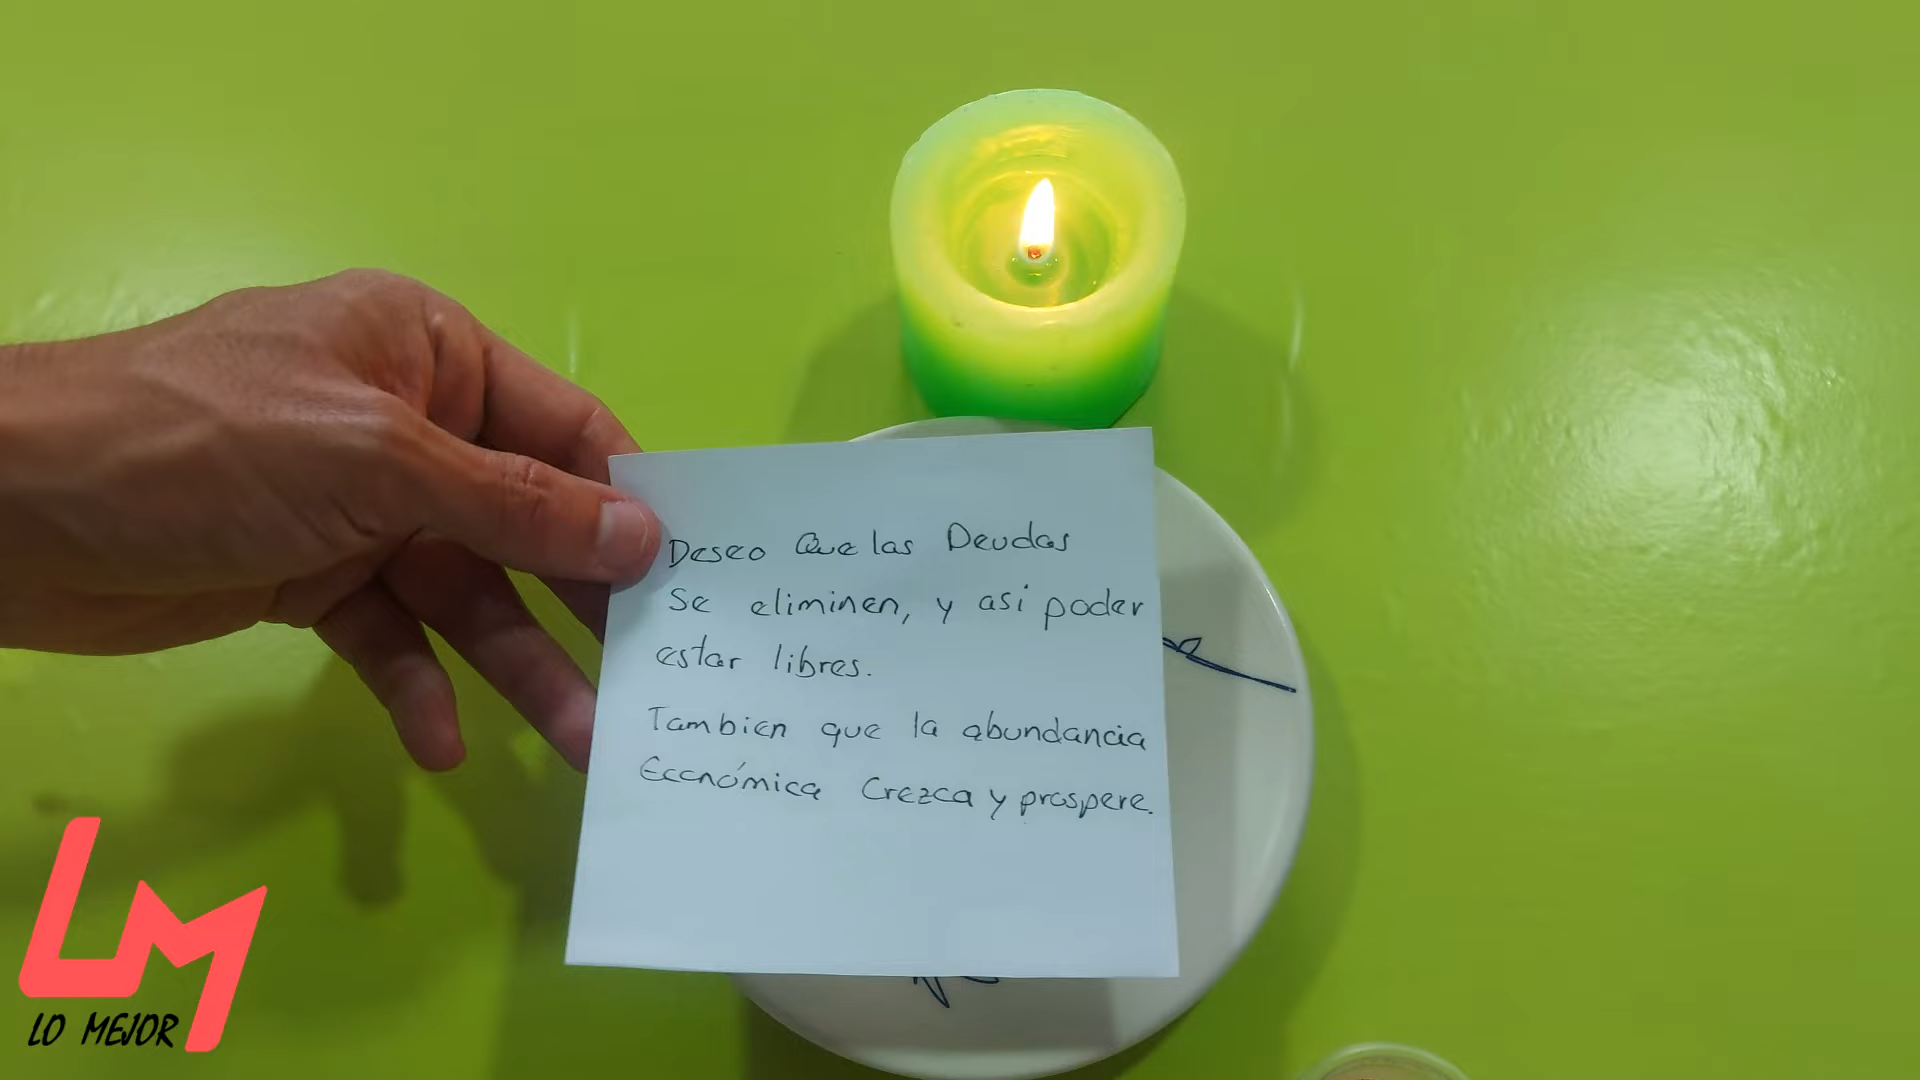 Deseo Que las Deudas
Se eliminen, y asi poder
estar libres.
Tambien que la abundancia
Económica Crezca y prospere.
LM
LO MEJOR